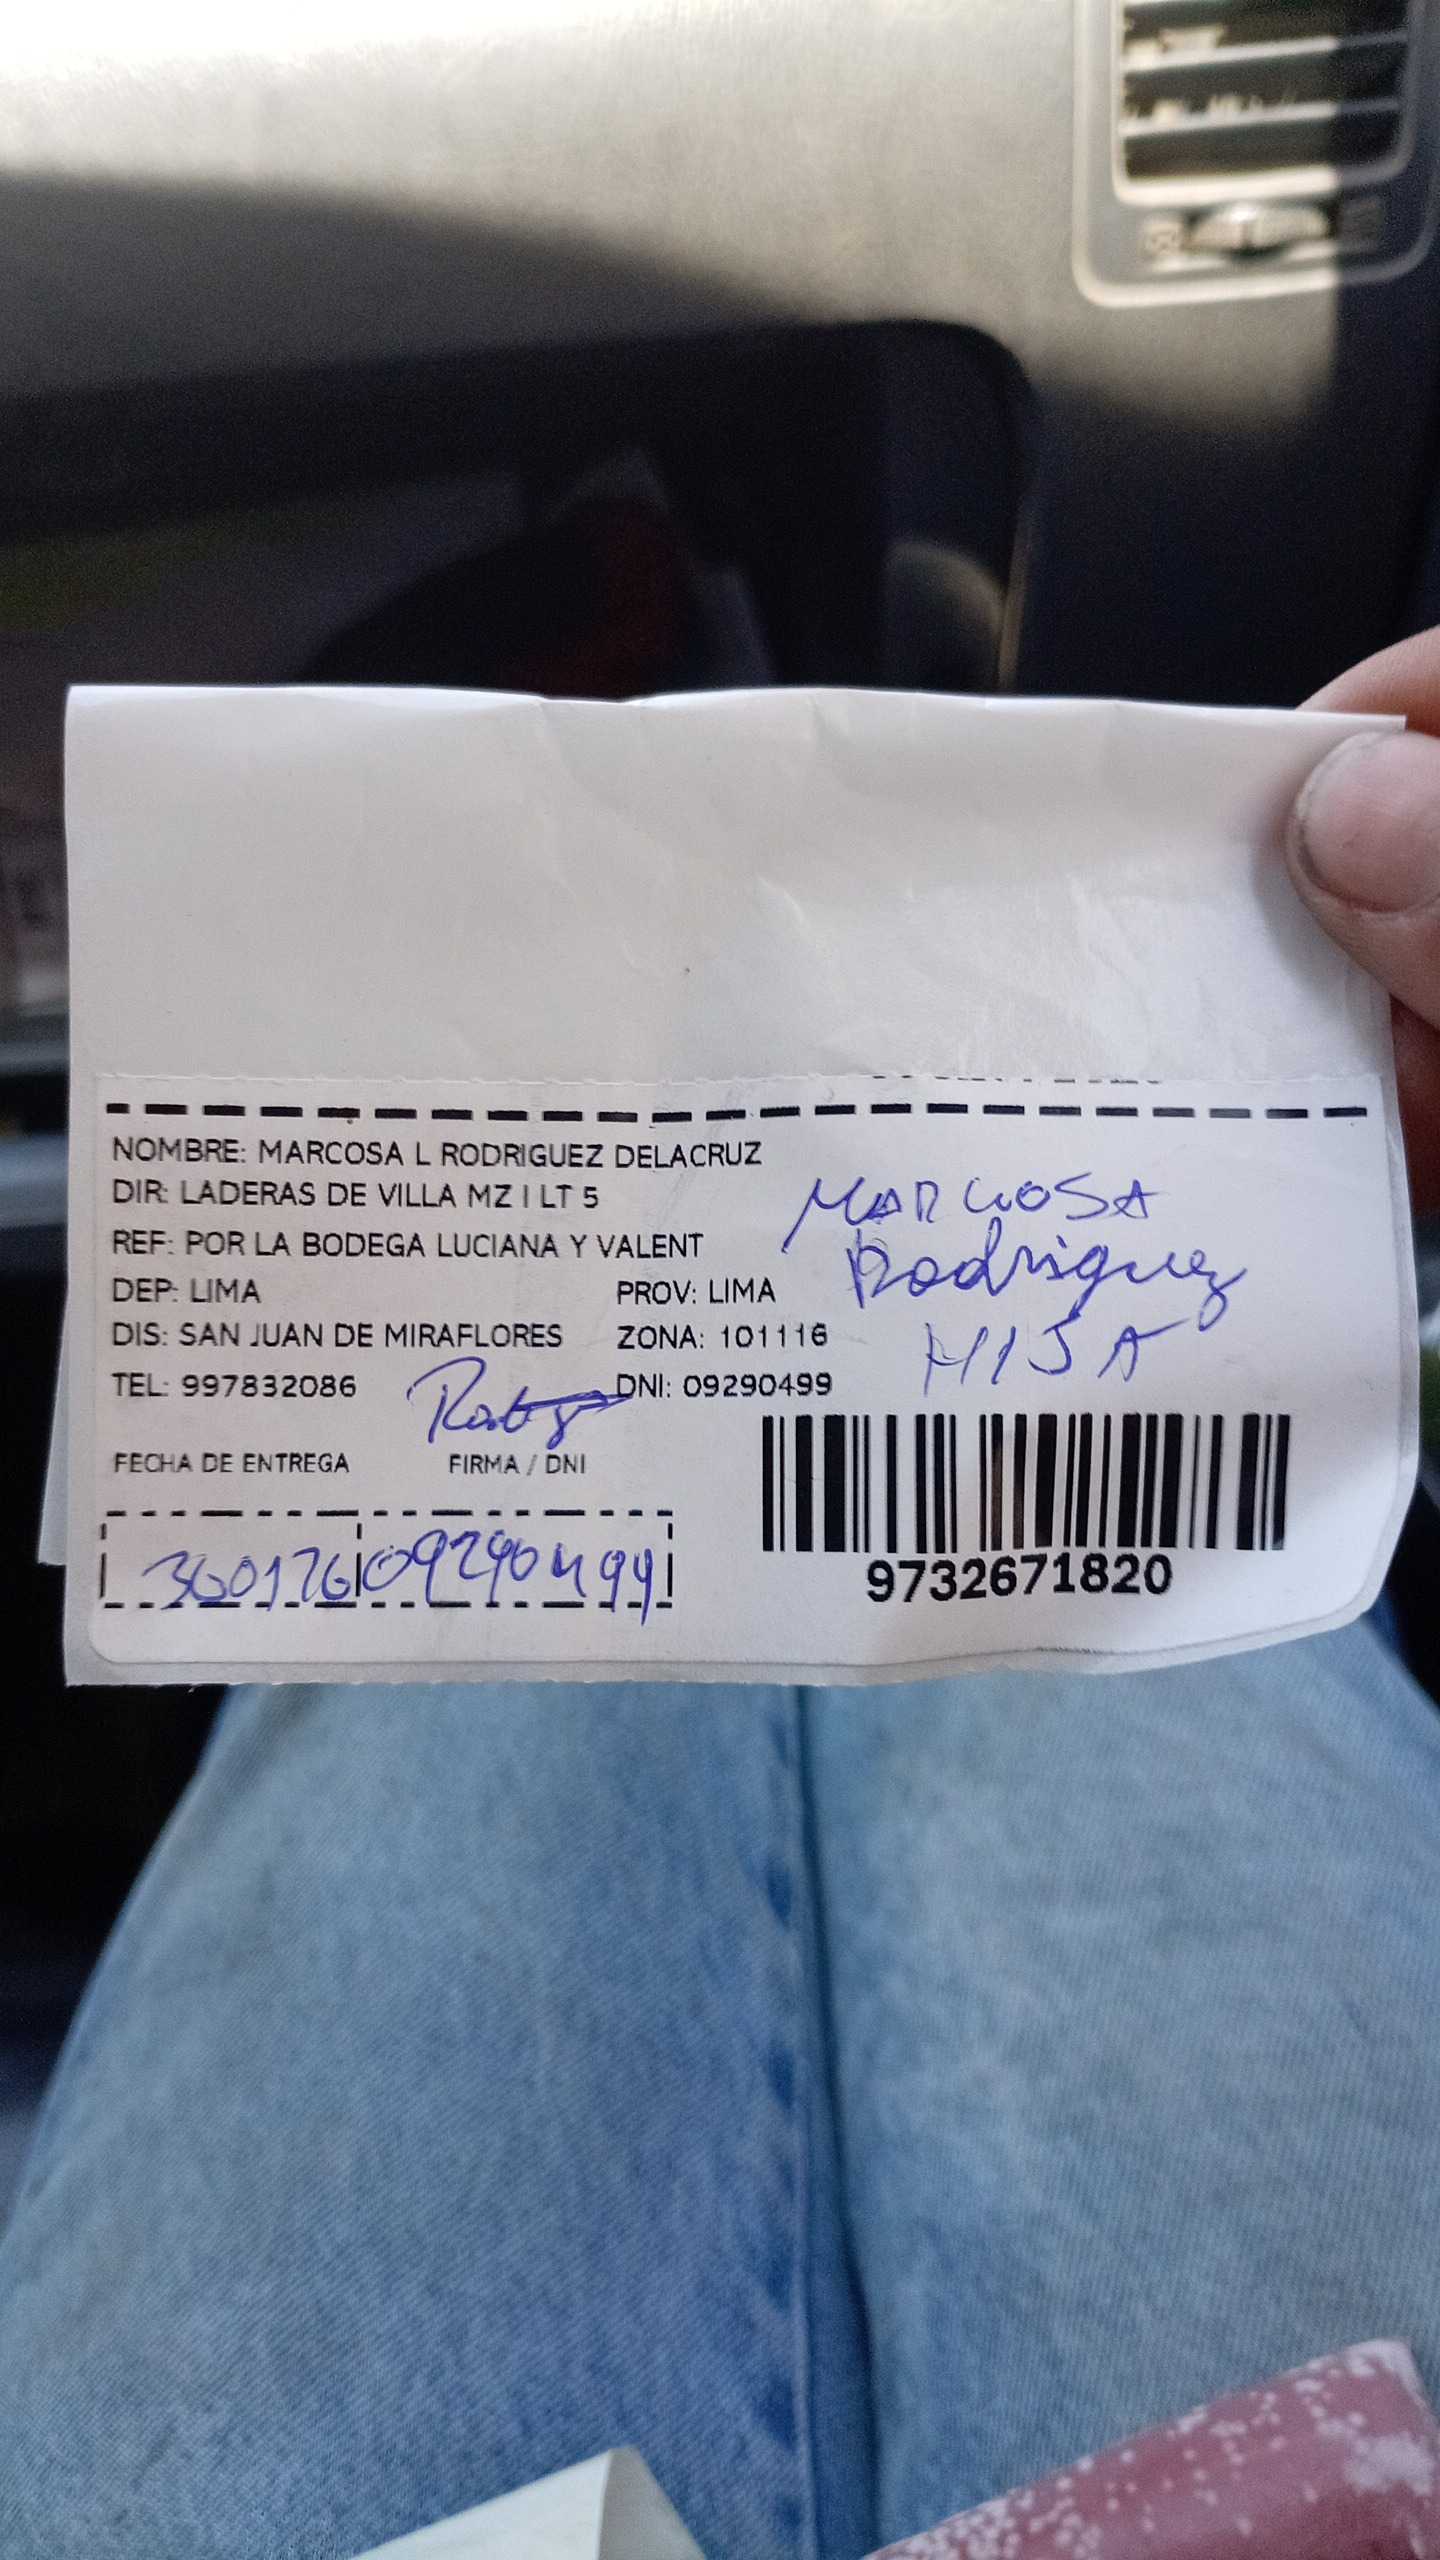 NOMBRE: MARCOSA L RODRIGUEZ DELACRUZ
DIR: LADERAS DE VILLA MZ I LT 5
REF: POR LA BODEGA LUCIANA Y VALENT
DEP: LIMA PROV: LIMA
DIS: SAN JUAN DE MIRAFLORES ZONA: 101116
TEL: 997832086 DNI: 09290499
MARCOSA
Rodriguez
HIJA
FECHA DE ENTREGA FIRMA / DNI
360126 09290499
9732671820